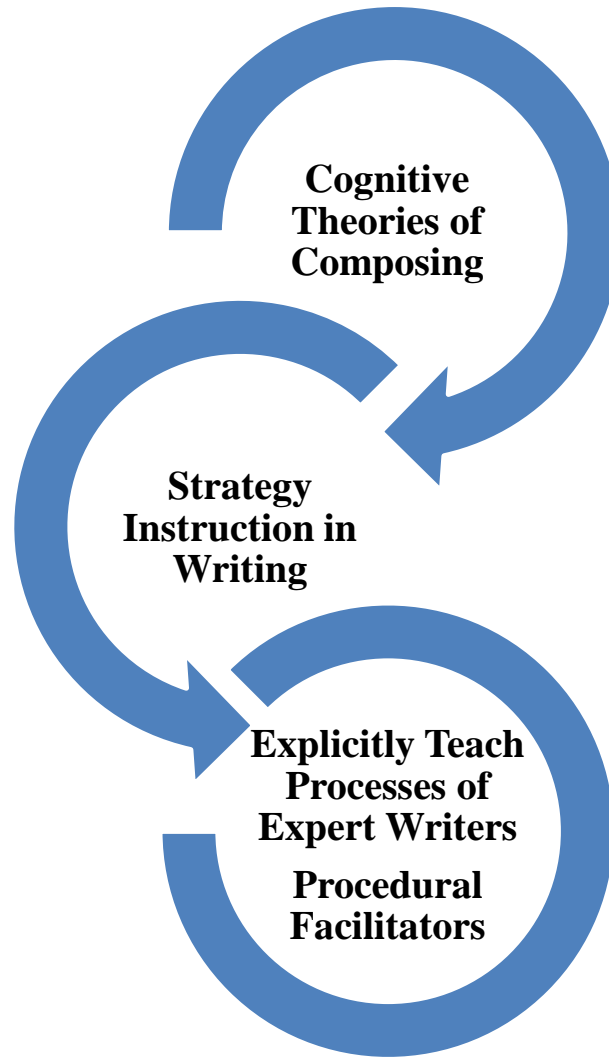 Cognitive
Theories of
Composing
Strategy
Instruction in
Writing
Explicitly Teach
Processes of
Expert Writers
Procedural
Facilitators